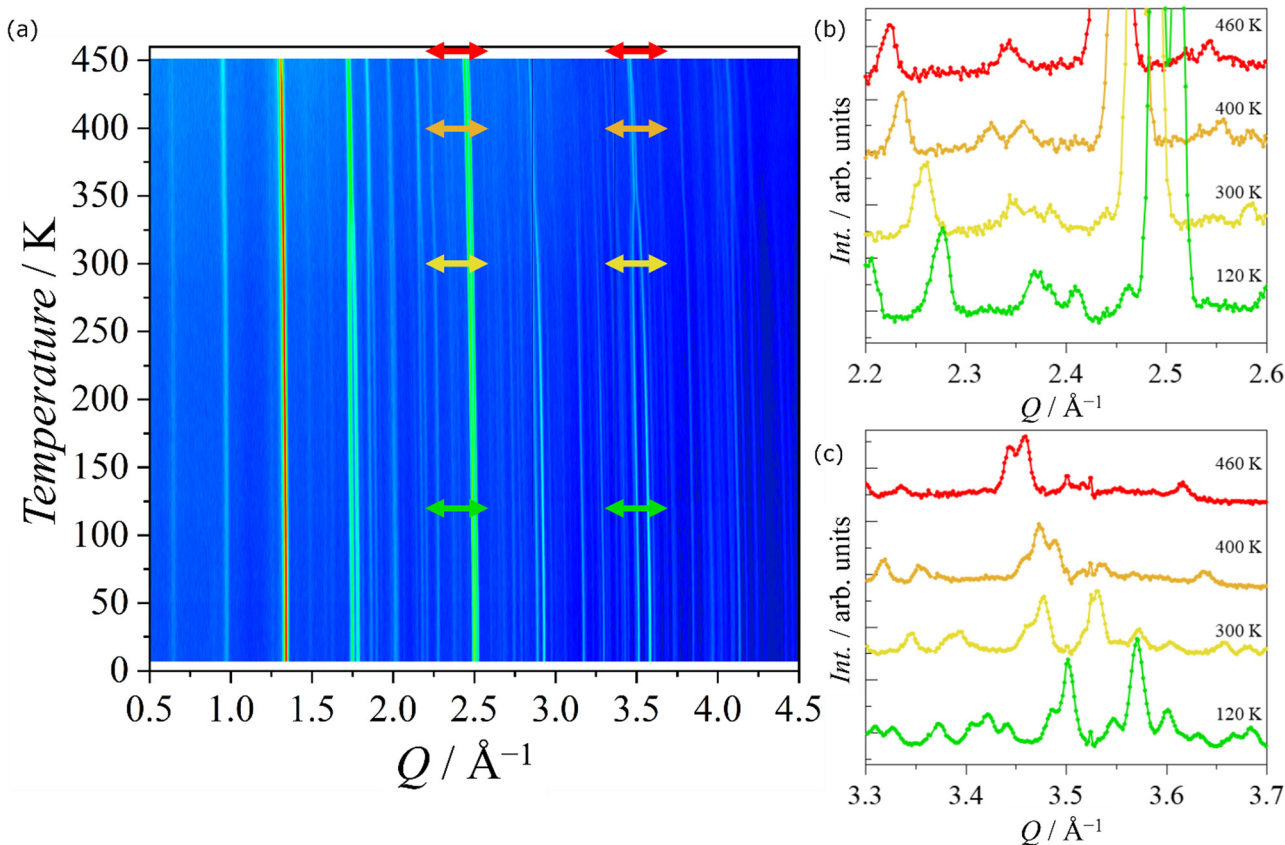 (a)
450
400
350
300
250
200
150
100
50
0
Temperature / K
0.5 1.0 1.5 2.0 2.5 3.0 3.5 4.0 4.5
Q / Å⁻¹
(b)
460 K
400 K
300 K
120 K
Int. / arb. units
2.2 2.3 2.4 2.5 2.6
Q / Å⁻¹
(c)
460 K
400 K
300 K
120 K
Int. / arb. units
3.3 3.4 3.5 3.6 3.7
Q / Å⁻¹